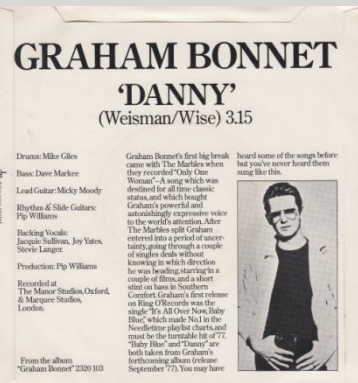 GRAHAM BONNET
'DANNY'
(Weisman/Wise) 3.15
Drums: Mike Giles
Bass: Dave Markee
Lead Guitar: Micky Moody
Rhythm & Slide Guitars:
Pip Williams
Backing Vocals:
Jacquie Sullivan, Joy Yates,
Stevie Langer.
Production: Pip Williams
Recorded at
The Manor Studios, Oxford,
& Marquee Studios,
London.
From the album
"Graham Bonnet" 2320 103
Graham Bonnet's first big break
came with The Marbles when
they recorded "Only One
Woman"–A song which was
destined for all time classic
status, and which bought
Graham's powerful and
astonishingly expressive voice
to the world's attention. After
The Marbles split Graham
entered into a period of uncer-
tainty, going through a couple
of singles deals without
knowing in which direction
he was heading, starring in a
couple of films, and a short
stint on bass in Southern
Comfort. Graham's first release
on Ring O'Records was the
single "It's All Over Now, Baby
Blue," which made No.1 in the
Needletime playlist charts, and
must be the turntable hit of '77.
"Baby Blue" and "Danny" are
both taken from Graham's
forthcoming album (release
September '77). You may have
heard some of the songs before
but you've never heard them
sung like this.